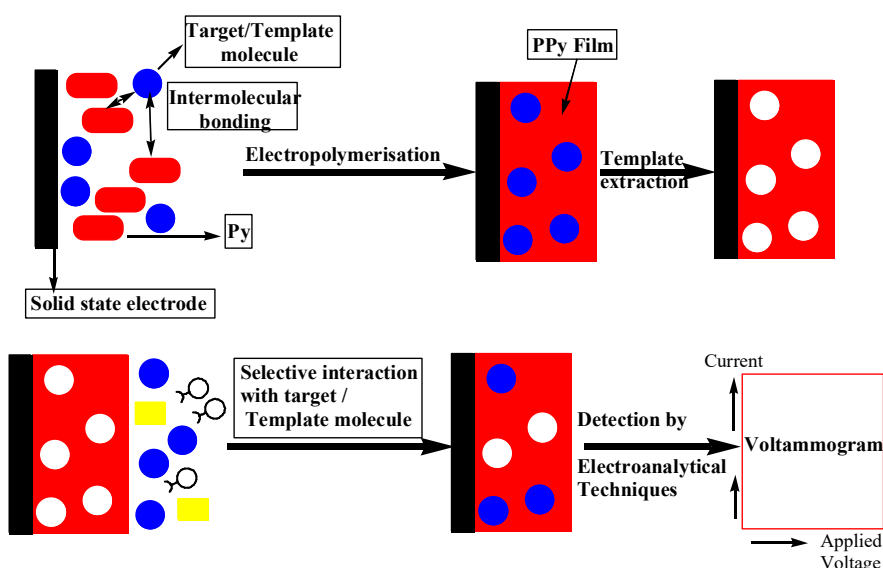 Target/Template
molecule
PPy Film
Intermolecular
bonding
Electropolymerisation
Template
extraction
Py
Solid state electrode
Selective interaction
with target /
Template molecule
Detection by
Electroanalytical
Techniques
Current
Voltammogram
Applied
Voltage